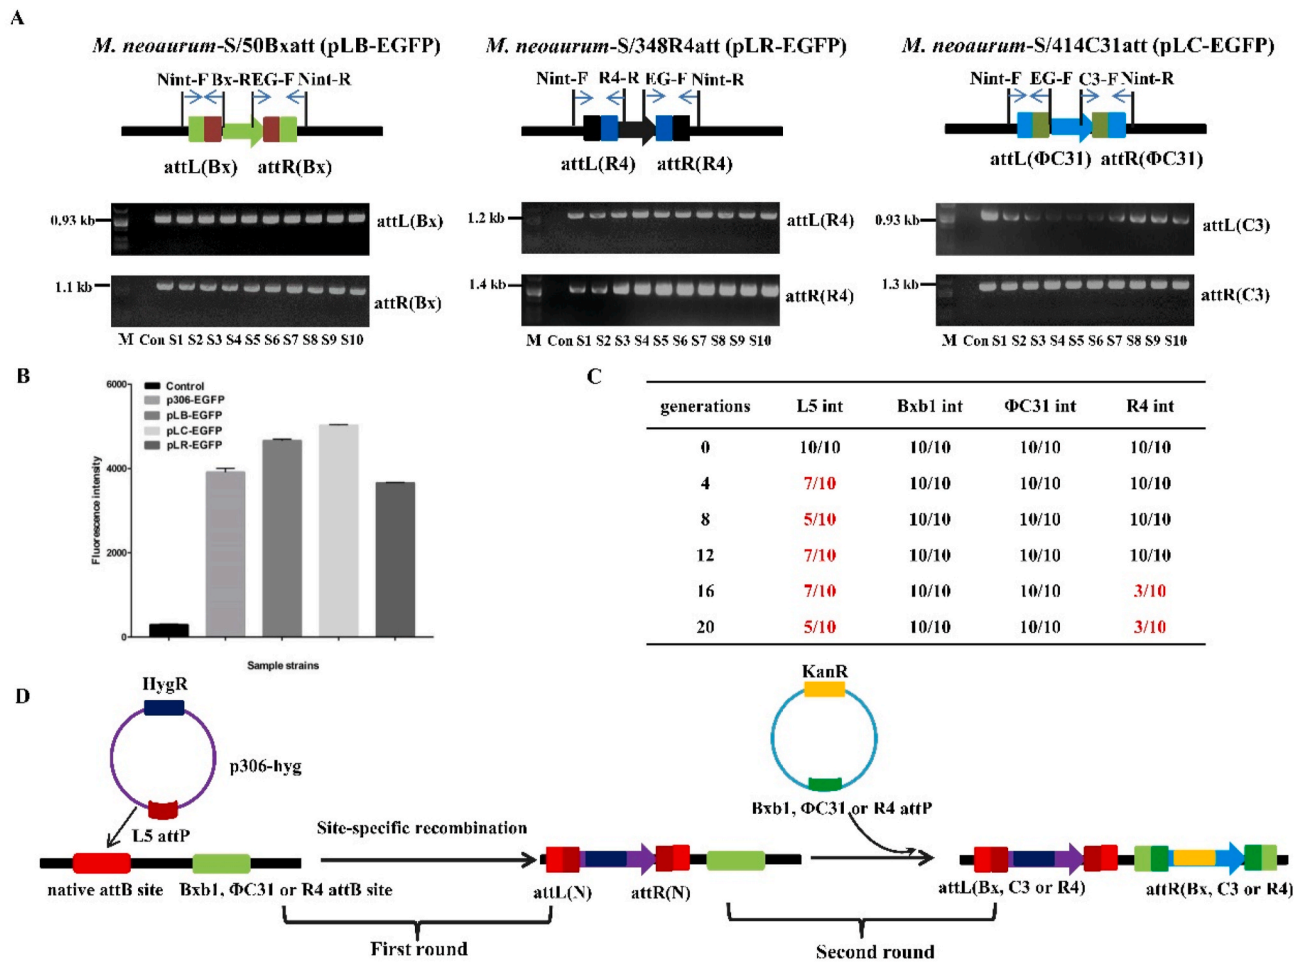 A
M. neoaurum-S/50Bxatt (pLB-EGFP)
Nint-F Bx-R EG-F Nint-R
attL(Bx) attR(Bx)
0.93 kb
attL(Bx)
1.1 kb
attR(Bx)
M Con S1 S2 S3 S4 S5 S6 S7 S8 S9 S10
M. neoaurum-S/348R4att (pLR-EGFP)
Nint-F R4-R EG-F Nint-R
attL(R4) attR(R4)
1.2 kb
attL(R4)
1.4 kb
attR(R4)
M Con S1 S2 S3 S4 S5 S6 S7 S8 S9 S10
M. neoaurum-S/414C31att (pLC-EGFP)
Nint-F EG-F C3-F Nint-R
attL(ΦC31) attR(ΦC31)
0.93 kb
attL(C3)
1.3 kb
attR(C3)
M Con S1 S2 S3 S4 S5 S6 S7 S8 S9 S10
B
Fluorescence intensity
6000
4000
2000
0
Control
p306-EGFP
pLB-EGFP
pLC-EGFP
pLR-EGFP
Sample strains
C
generations L5 int Bxb1 int ΦC31 int R4 int
0 10/10 10/10 10/10 10/10
4 7/10 10/10 10/10 10/10
8 5/10 10/10 10/10 10/10
12 7/10 10/10 10/10 10/10
16 7/10 10/10 10/10 3/10
20 5/10 10/10 10/10 3/10
D
HygR
p306-hyg
L5 attP
native attB site
Bxb1, ΦC31 or R4 attB site
Site-specific recombination
attL(N) attR(N)
First round
KanR
Bxb1, ΦC31 or R4 attP
attL(Bx, C3 or R4)
attR(Bx, C3 or R4)
Second round